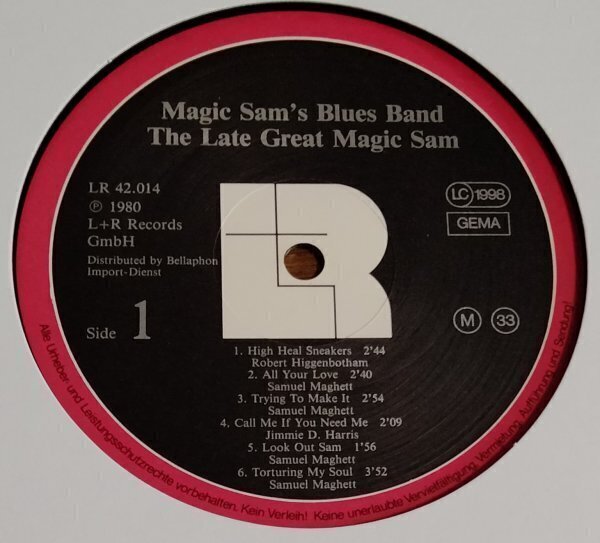 Magic Sam's Blues Band
The Late Great Magic Sam
LR 42.014
℗ 1980
L+R Records
GmbH
Distributed by Bellaphon
Import-Dienst
LR
LC 1998
GEMA
Side 1
M 33
1. High Heal Sneakers 2'44
Robert Higgenbotham
2. All Your Love 2'40
Samuel Maghett
3. Trying To Make It 2'54
Samuel Maghett
4. Call Me If You Need Me 2'09
Jimmie D. Harris
5. Look Out Sam 1'56
Samuel Maghett
6. Torturing My Soul 3'52
Samuel Maghett
Alle Urheber- und Leistungsschutzrechte vorbehalten. Kein Verleih! Keine unerlaubte Vervielfältigung, Vermietung, Aufführung und Sendung!